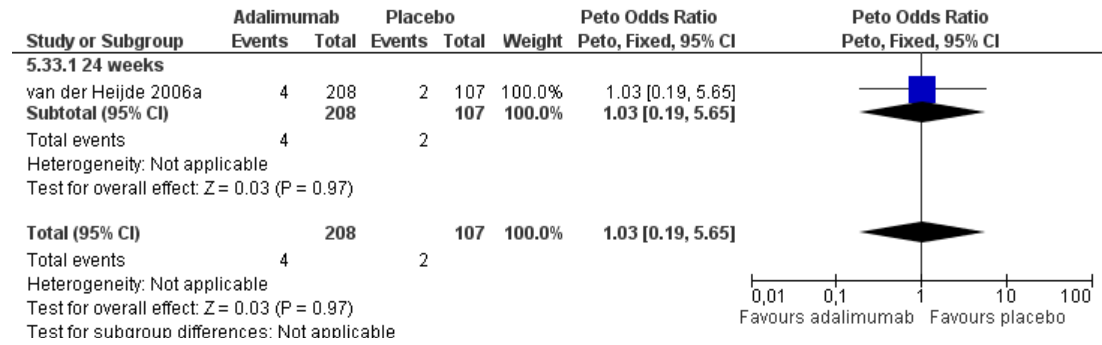 Adalimumab Placebo Peto Odds Ratio Peto Odds Ratio
Study or Subgroup Events Total Events Total Weight Peto, Fixed, 95% CI Peto, Fixed, 95% CI
5.33.1 24 weeks
van der Heijde 2006a 4 208 2 107 100.0% 1.03 [0.19, 5.65]
Subtotal (95% CI) 208 107 100.0% 1.03 [0.19, 5.65]
Total events 4 2
Heterogeneity: Not applicable
Test for overall effect: Z = 0.03 (P = 0.97)
Total (95% CI) 208 107 100.0% 1.03 [0.19, 5.65]
Total events 4 2
Heterogeneity: Not applicable
Test for overall effect: Z = 0.03 (P = 0.97)
Test for subgroup differences: Not applicable
0,01 0,1 1 10 100
Favours adalimumab Favours placebo